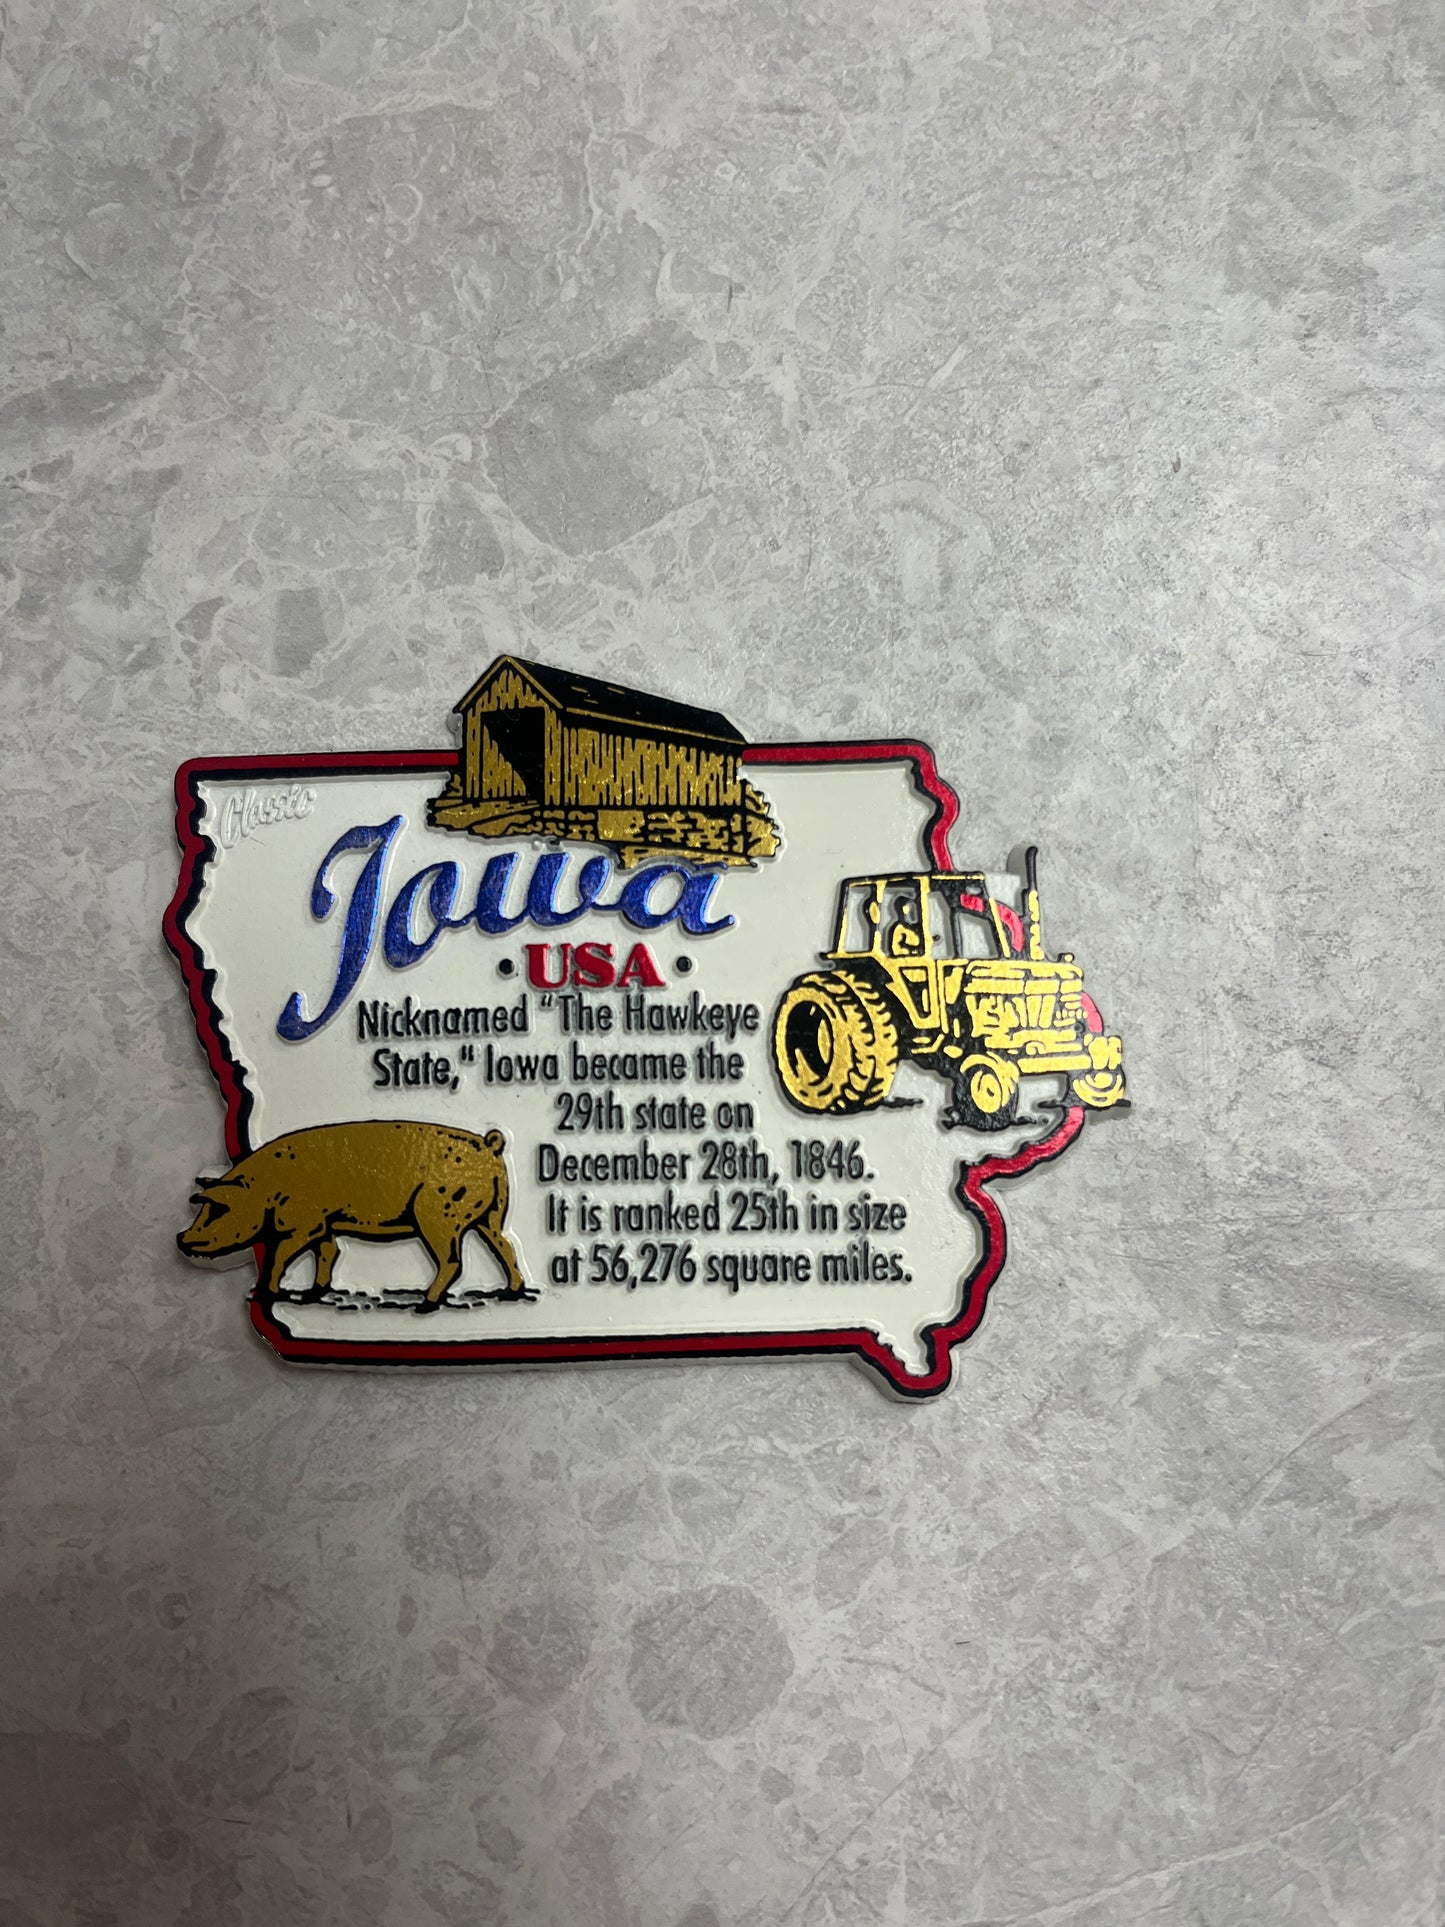 Classic
Iowa
• USA •
Nicknamed "The Hawkeye
State," Iowa became the
29th state on
December 28th, 1846.
It is ranked 25th in size
at 56,276 square miles.